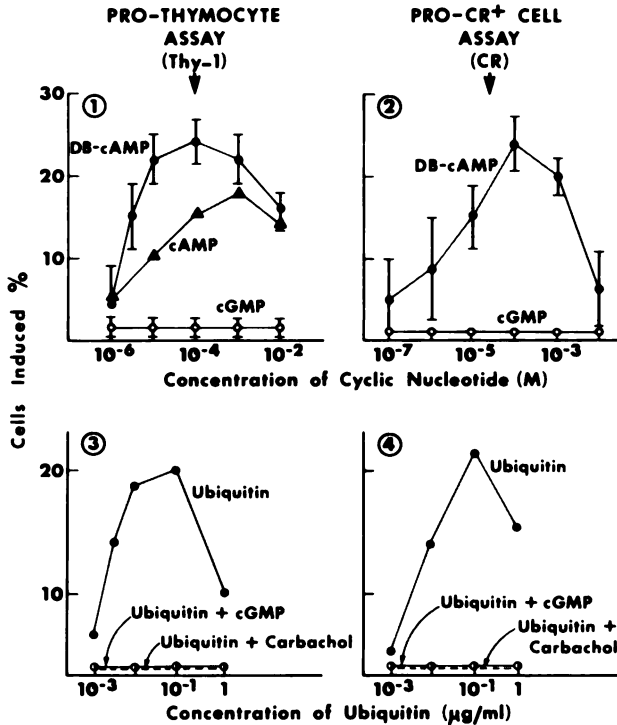 PRO-THYMOCYTE
ASSAY
(Thy-1)
PRO-CR+ CELL
ASSAY
(CR)
Cells Induced %
1
30
20
10
DB-cAMP
cAMP
cGMP
10-6
10-4
10-2
2
DB-cAMP
cGMP
10-7
10-5
10-3
Concentration of Cyclic Nucleotide (M)
3
20
10
Ubiquitin
Ubiquitin + cGMP
Ubiquitin + Carbachol
10-3
10-1
1
4
Ubiquitin
Ubiquitin + cGMP
Ubiquitin +
Carbachol
10-3
10-1
1
Concentration of Ubiquitin (μg/ml)